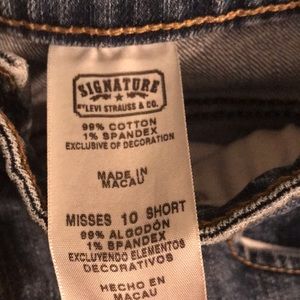 SIGNATURE
BY LEVI STRAUSS & CO.
99% COTTON
1% SPANDEX
EXCLUSIVE OF DECORATION
MADE IN
MACAU
MISSES 10 SHORT
99% ALGODÓN
1% SPANDEX
EXCLUYENDO ELEMENTOS
DECORATIVOS
HECHO EN
MACAU